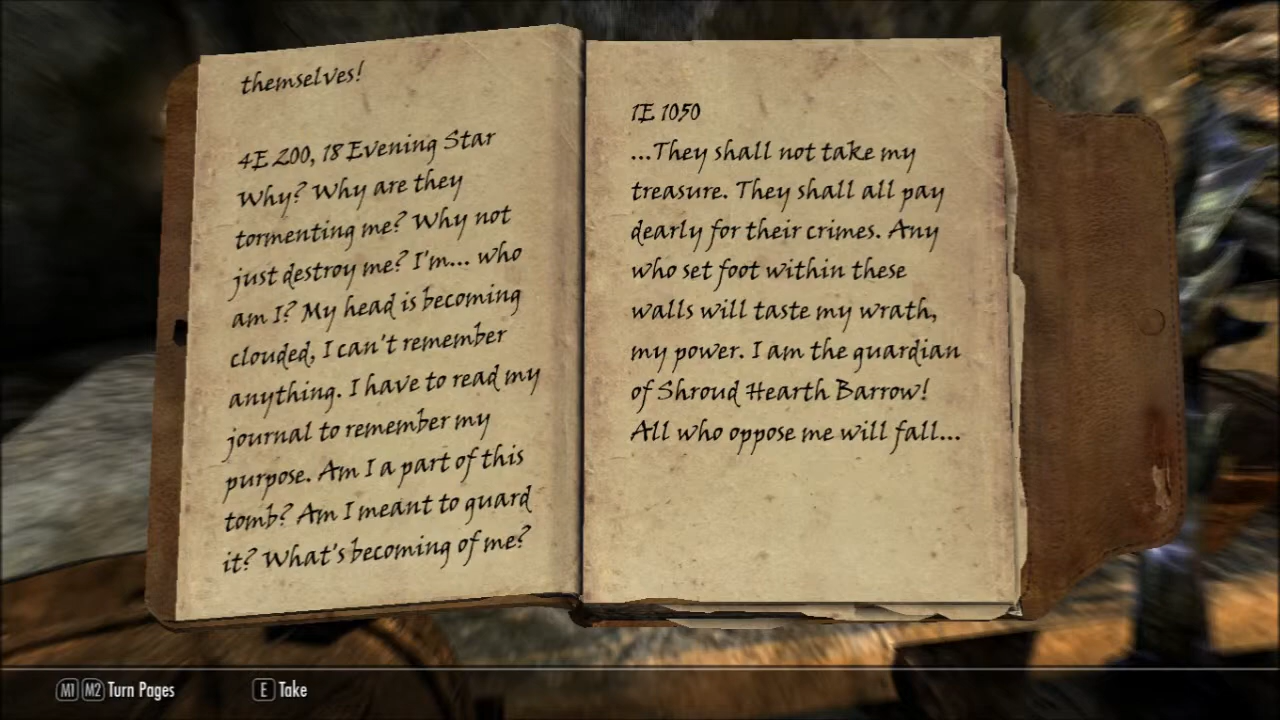 themselves!
4E 200, 18 Evening Star
Why? Why are they
tormenting me? Why not
just destroy me? I'm... who
am I? My head is becoming
clouded, I can't remember
anything. I have to read my
journal to remember my
purpose. Am I a part of this
tomb? Am I meant to guard
it? What's becoming of me?
1E 1050
...They shall not take my
treasure. They shall all pay
dearly for their crimes. Any
who set foot within these
walls will taste my wrath,
my power. I am the guardian
of Shroud Hearth Barrow!
All who oppose me will fall...
M1 M2 Turn Pages
E Take